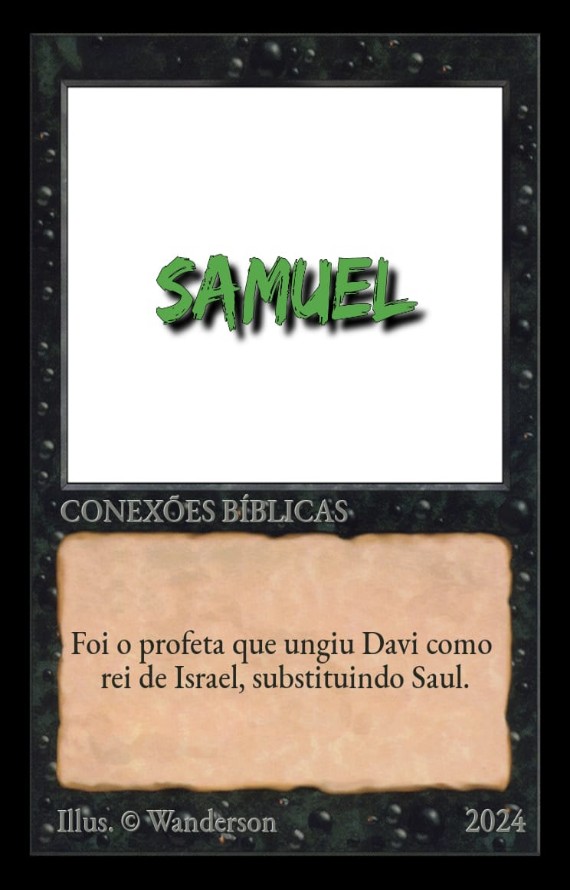 SAMUEL
CONEXÕES BÍBLICAS
Foi o profeta que ungiu Davi como
rei de Israel, substituindo Saul.
Illus. © Wanderson
2024